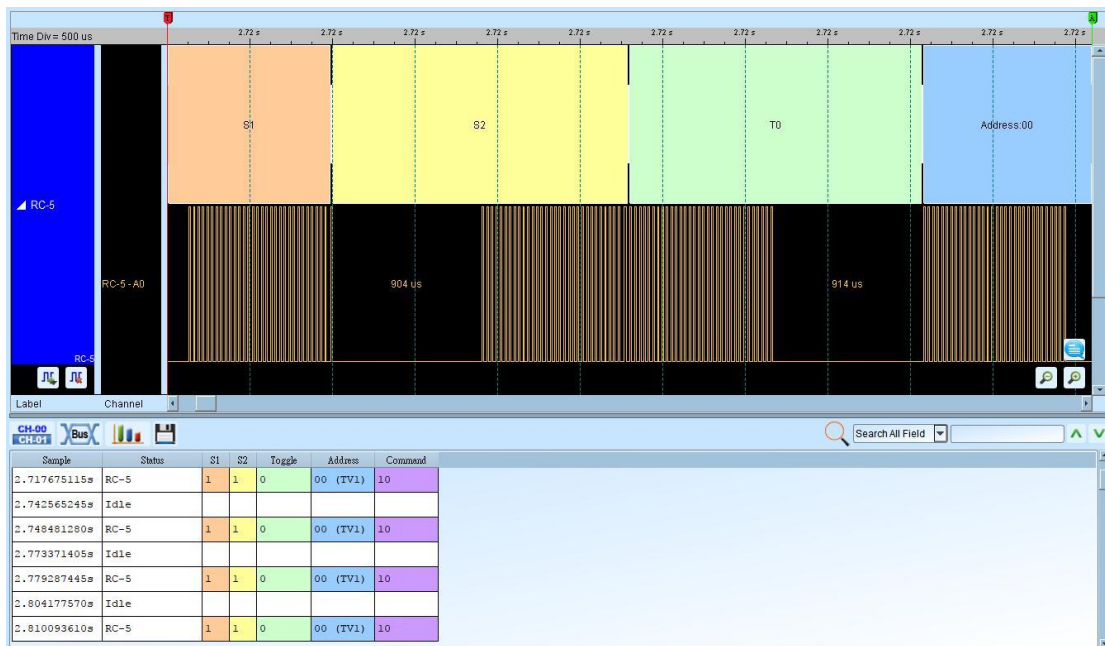 T A
Time Div = 500 us 2.72 s 2.72 s 2.72 s 2.72 s 2.72 s 2.72 s 2.72 s 2.72 s 2.72 s 2.72 s 2.72 s
S1 S2 T0 Address:00
RC-5
RC-5 - A0 904 us 914 us
RC-5
Label Channel
CH-00 CH-01 Bus Search All Field
Sample Status S1 S2 Toggle Address Command
2.717675115s RC-5 1 1 0 00 (TV1) 10
2.742565245s Idle
2.748481280s RC-5 1 1 0 00 (TV1) 10
2.773371405s Idle
2.779287445s RC-5 1 1 0 00 (TV1) 10
2.804177570s Idle
2.810093610s RC-5 1 1 0 00 (TV1) 10